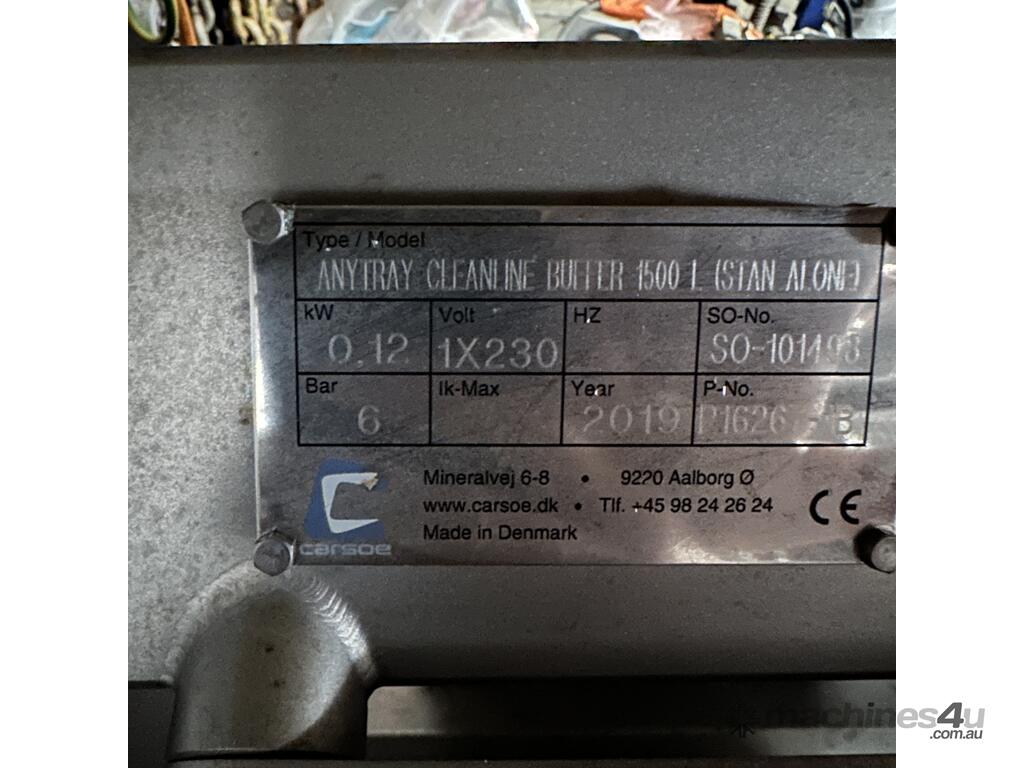 Type / Model
ANYTRAY CLEANLINE BUFFER 1500 L (STAN ALONE)
kW Volt HZ SO-No.
0,12 1X230
Bar Ik-Max Year P-No.
6 2019 B
Mineralvej 6-8 • 9220 Aalborg Ø
www.carsoe.dk • Tlf. +45 98 24 26 24
carsoe Made in Denmark CE
machines4u
.com.au